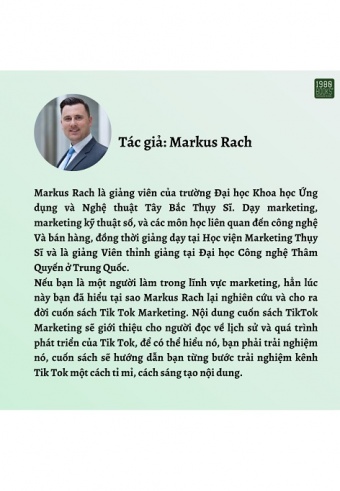 1980
BOOKS
Tác giả: Markus Rach
Markus Rach là giảng viên của trường Đại học Khoa học Ứng
dụng và Nghệ thuật Tây Bắc Thụy Sĩ. Dạy marketing,
marketing kỹ thuật số, và các môn học liên quan đến công nghệ
Và bán hàng, đồng thời giảng dạy tại Học viện Marketing Thụy
Sĩ và là Giảng Viên thỉnh giảng tại Đại học Công nghệ Thâm
Quyến ở Trung Quốc.
Nếu bạn là một người làm trong lĩnh vực marketing, hẳn lúc
này bạn đã hiểu tại sao Markus Rach lại nghiên cứu và cho ra
đời cuốn sách Tik Tok Marketing. Nội dung cuốn sách TikTok
Marketing sẽ giới thiệu cho người đọc về lịch sử và quá trình
phát triển của Tik Tok, để có thể hiểu nó, bạn phải trải nghiệm
nó, cuốn sách sẽ hướng dẫn bạn từng bước trải nghiệm kênh
Tik Tok một cách tỉ mỉ, cách sáng tạo nội dung.